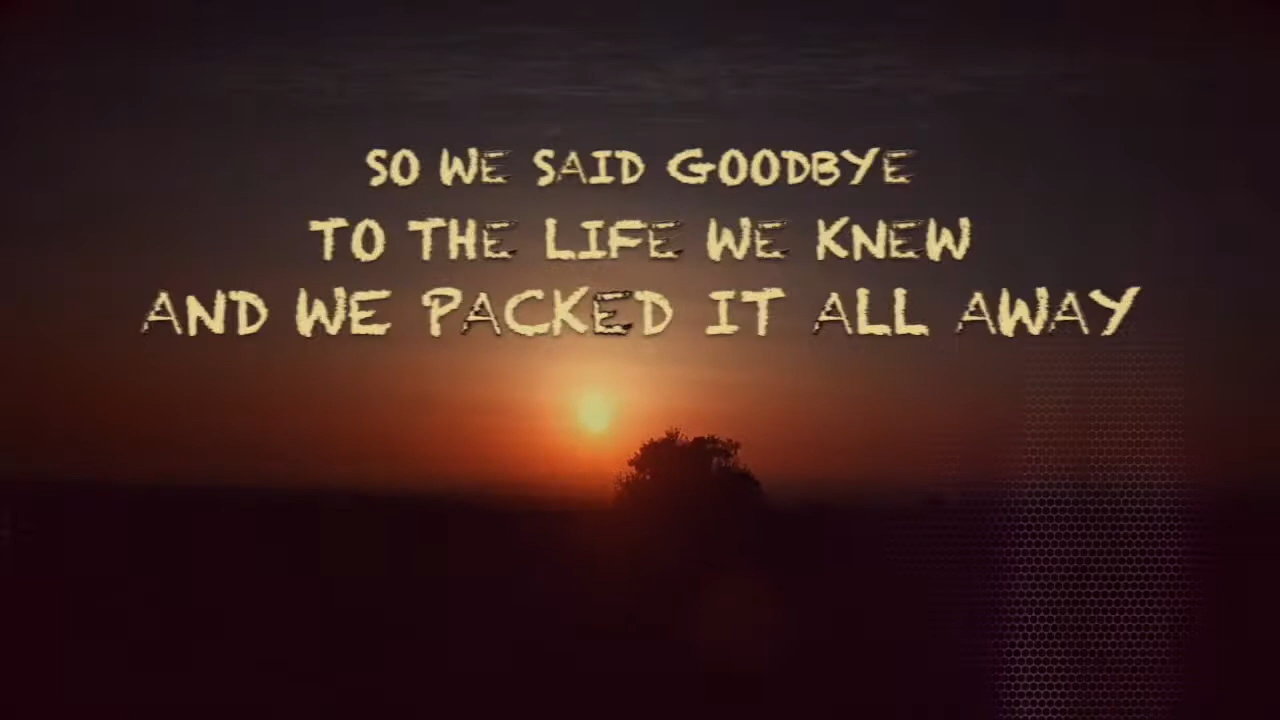 SO WE SAID GOODBYE
TO THE LIFE WE KNEW
AND WE PACKED IT ALL AWAY